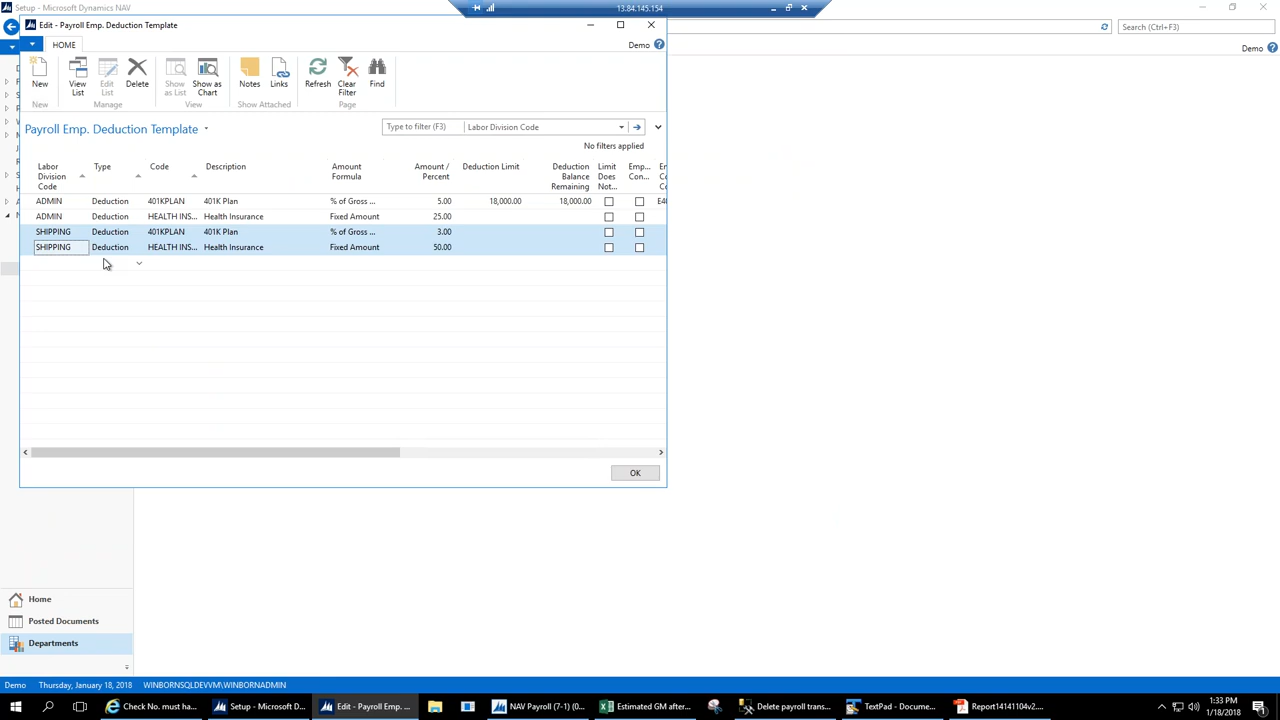 Setup - Microsoft Dynamics NAV
13.84.145.154
Edit - Payroll Emp. Deduction Template
Search (Ctrl+F3)
HOME
Demo
Demo
New
View List
Edit List
Delete
Show as List
Show as Chart
Notes
Links
Refresh
Clear Filter
Find
New
Manage
View
Show Attached
Page
Payroll Emp. Deduction Template
Type to filter (F3)
Labor Division Code
No filters applied
Labor Division Code
Type
Code
Description
Amount Formula
Amount / Percent
Deduction Limit
Deduction Balance Remaining
Limit Does Not...
Emp... Con...
ADMIN Deduction 401KPLAN 401K Plan % of Gross ... 5.00 18,000.00 18,000.00 E4
ADMIN Deduction HEALTH INS... Health Insurance Fixed Amount 25.00
SHIPPING Deduction 401KPLAN 401K Plan % of Gross ... 3.00
SHIPPING Deduction HEALTH INS... Health Insurance Fixed Amount 50.00
OK
Home
Posted Documents
Departments
Demo Thursday, January 18, 2018 WINBORNSQLDEVVM\WINBORNADMIN
Check No. must ha...
Setup - Microsoft D...
Edit - Payroll Emp. ...
NAV Payroll (7-1) (0...
Estimated GM after...
Delete payroll trans...
TextPad - Docume...
Report14141104v2....
1:33 PM
1/18/2018